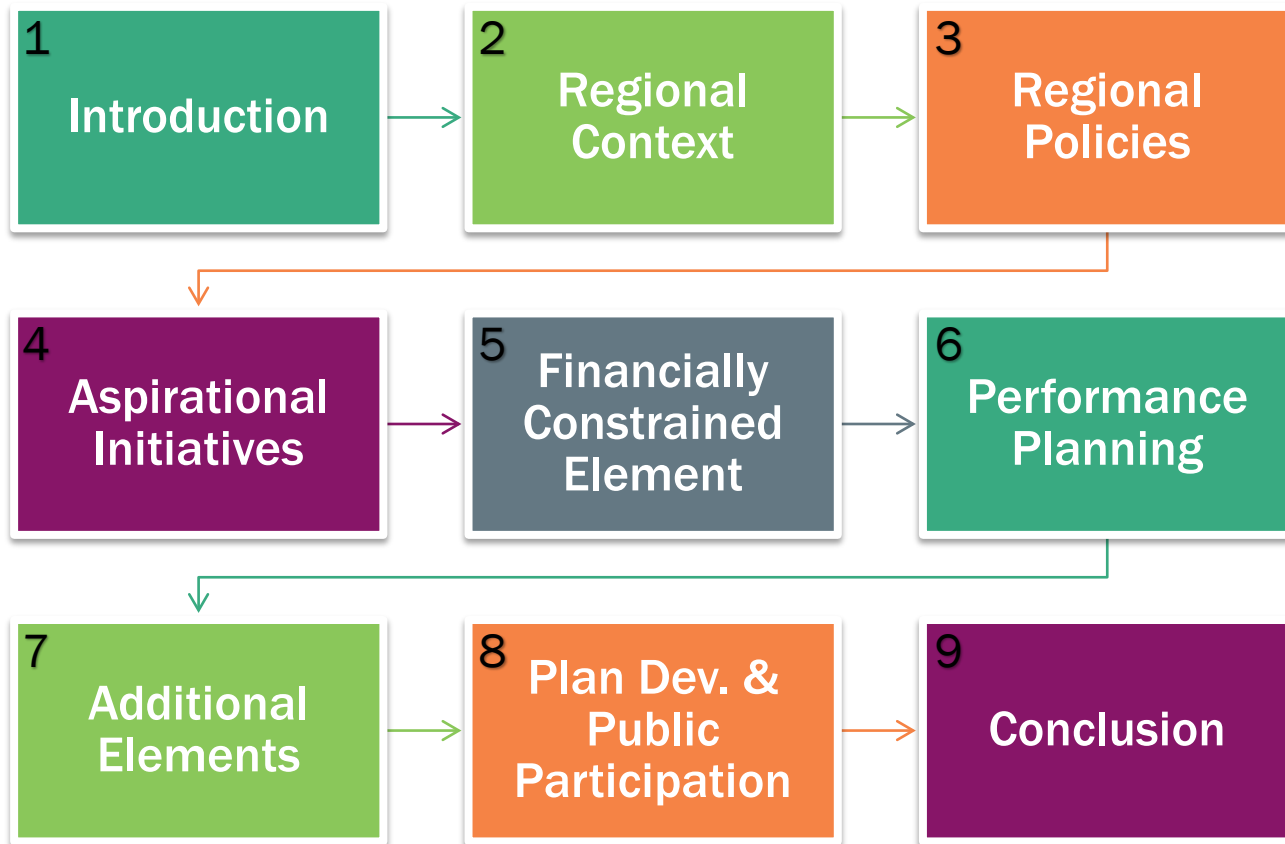 1
Introduction
2
Regional
Context
3
Regional
Policies
4
Aspirational
Initiatives
5
Financially
Constrained
Element
6
Performance
Planning
7
Additional
Elements
8
Plan Dev. &
Public
Participation
9
Conclusion